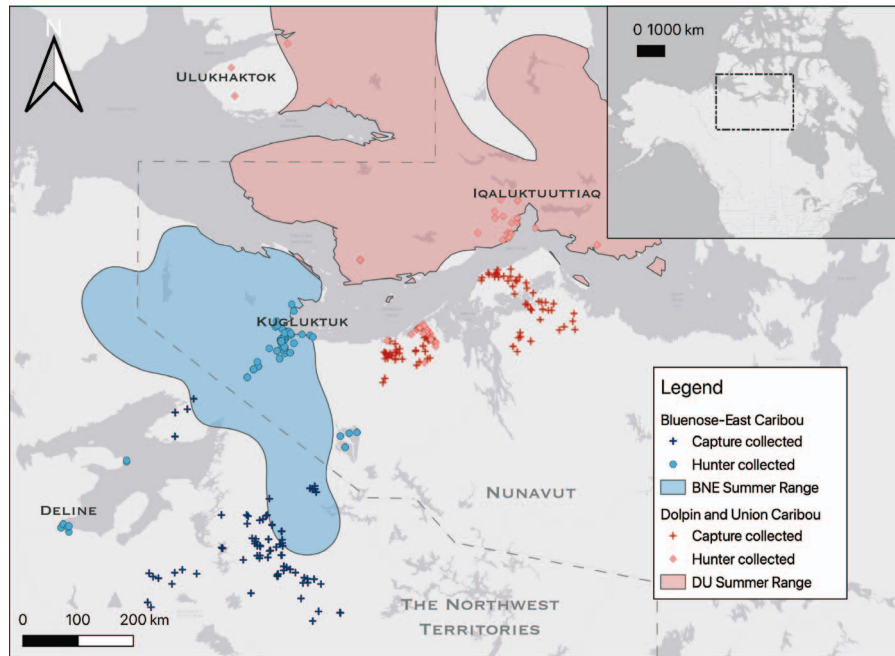 N
0 1000 km
ULUKHAKTOK
IQALUKTUUTTIAQ
KUGLUKTUK
DELINE
NUNAVUT
THE NORTHWEST
TERRITORIES
0 100 200 km
Legend
Bluenose-East Caribou
Capture collected
Hunter collected
BNE Summer Range
Dolpin and Union Caribou
Capture collected
Hunter collected
DU Summer Range